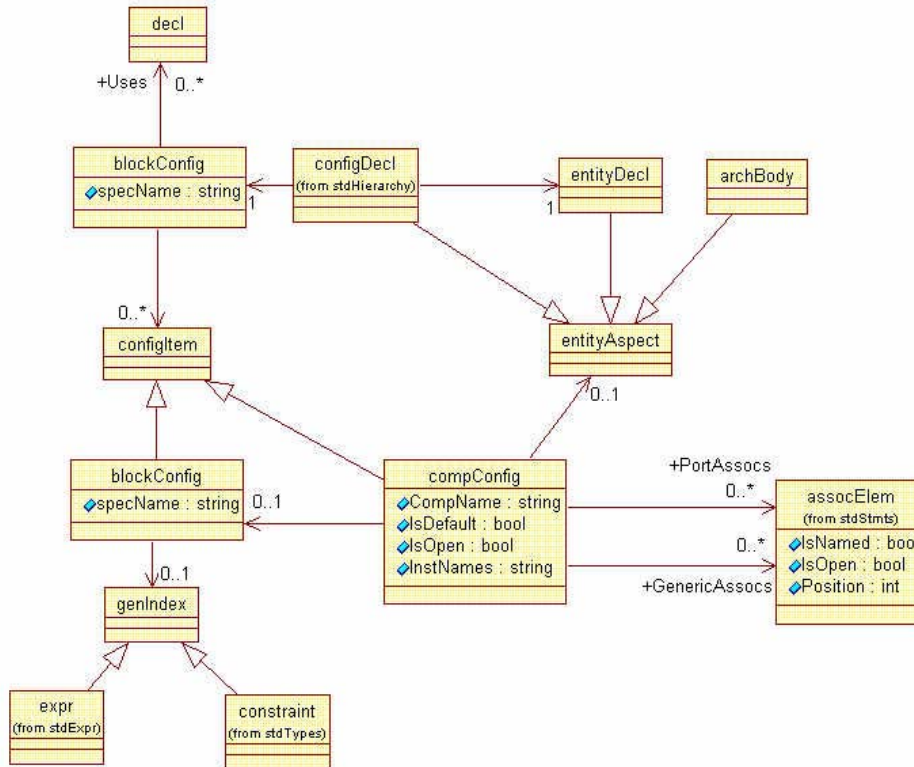 decl
+Uses
0..*
blockConfig
specName : string
1
configDecl
(from stdHierarchy)
1
entityDecl
archBody
0..*
configItem
entityAspect
0..1
blockConfig
specName : string
0..1
compConfig
CompName : string
IsDefault : bool
IsOpen : bool
InstNames : string
+PortAssocs
0..*
0..*
+GenericAssocs
assocElem
(from stdStmts)
IsNamed : boo
IsOpen : bool
Position : int
0..1
genIndex
expr
(from stdExpr)
constraint
(from stdTypes)